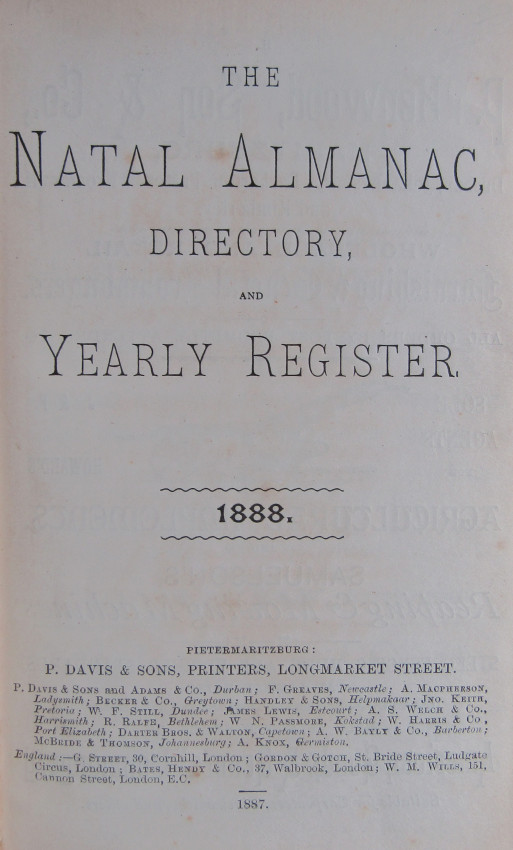 THE
NATAL ALMANAC,
DIRECTORY,
AND
YEARLY REGISTER.
1888.
PIETERMARITZBURG:
P. DAVIS & SONS, PRINTERS, LONGMARKET STREET.
P. DAVIS & SONS and ADAMS & CO., Durban; F. GREAVES, Newcastle; A. MACPHERSON,
Ladysmith; BECKER & CO., Greytown; HANDLEY & SONS, Helpmakaar; JNO. KEITH,
Pretoria; W. F. STILL, Dundee; JAMES LEWIS, Estcourt; A. S. WELCH & CO.,
Harrismith; R. RALFE, Bethlehem; W N. PASSMORE, Kokstad; W. HARRIS & CO.,
Port Elizabeth; DARTER BROS. & WALTON, Capetown; A. W. BAYLY & CO., Barberton;
MCBRIDE & THOMSON, Johannesburg; A. KNOX, Germiston.
England:—G. STREET, 30, Cornhill, London; GORDON & GOTCH, St. Bride Street, Ludgate
Circus, London; BATES, HENDY & CO., 37, Walbrook, London; W. M. WILLS, 151,
Cannon Street, London, E.C.
1887.